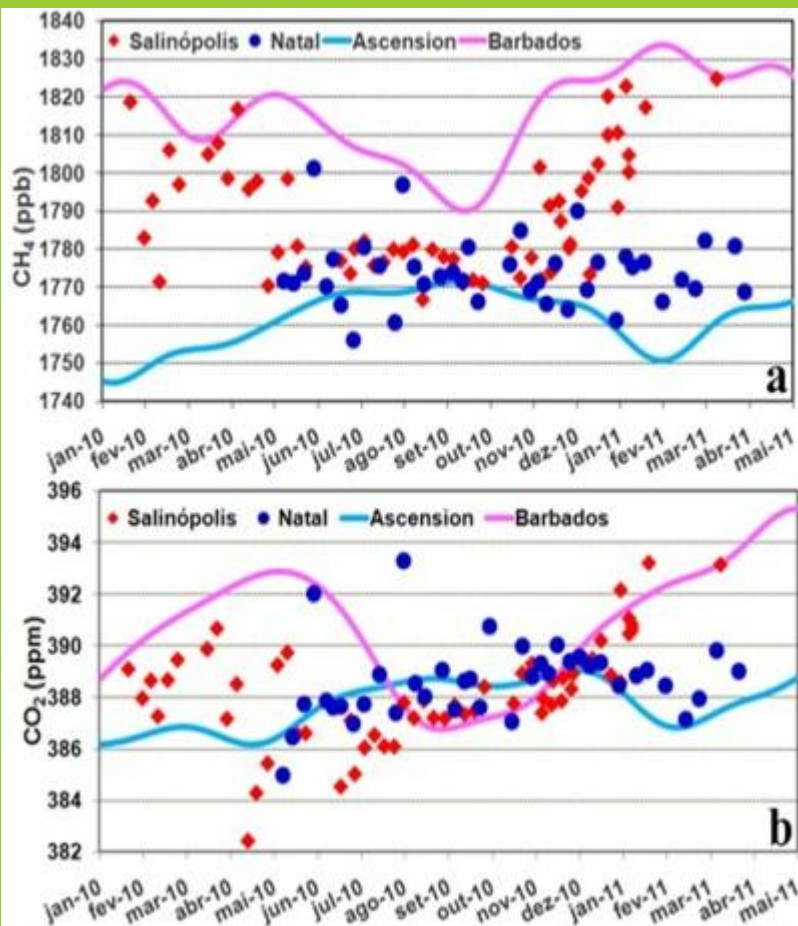 1840
1830
1820
1810
1800
1790
1780
1770
1760
1750
1740
CH₄ (ppb)
Salinópolis Natal Ascension Barbados
a
jan-10 fev-10 mar-10 abr-10 mai-10 jun-10 jul-10 ago-10 set-10 out-10 nov-10 dez-10 jan-11 fev-11 mar-11 abr-11 mai-11
396
394
392
390
388
386
384
382
CO₂ (ppm)
Salinópolis Natal Ascension Barbados
b
jan-10 fev-10 mar-10 abr-10 mai-10 jun-10 jul-10 ago-10 set-10 out-10 nov-10 dez-10 jan-11 fev-11 mar-11 abr-11 mai-11